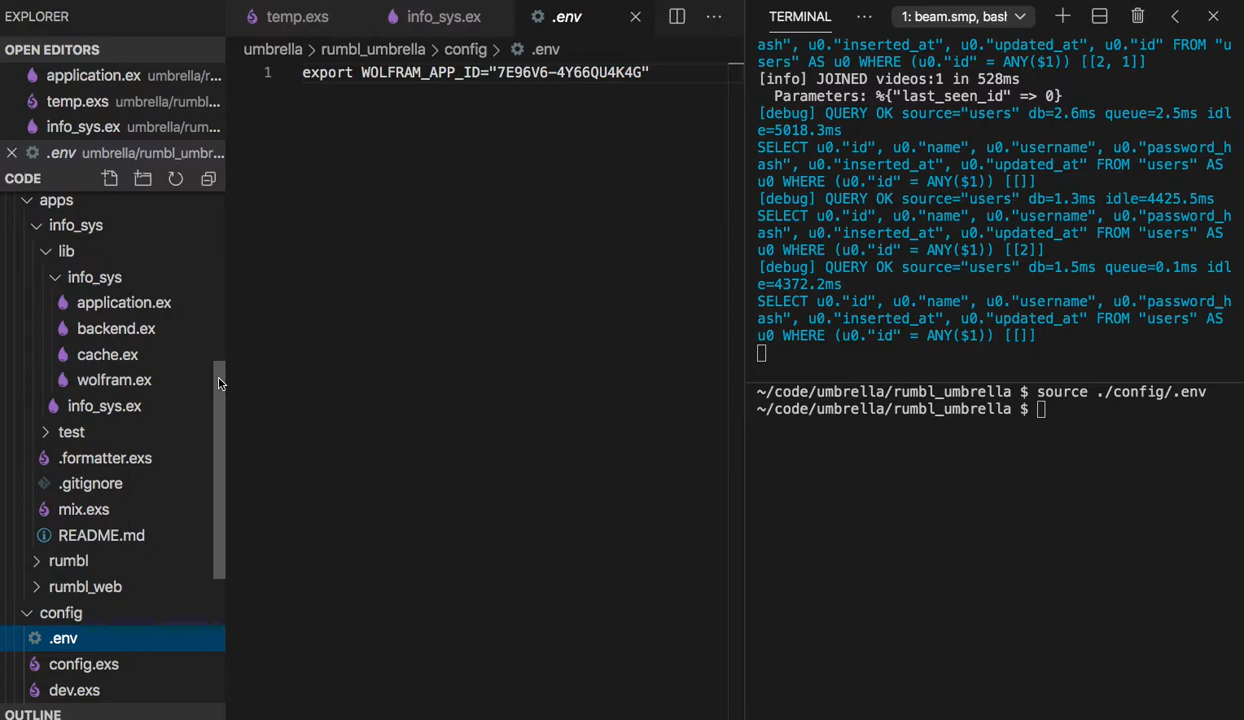 EXPLORER
OPEN EDITORS
application.ex umbrella/r...
temp.exs umbrella/rumbl...
info_sys.ex umbrella/rum...
.env umbrella/rumbl_umbr...
CODE
apps
info_sys
lib
info_sys
application.ex
backend.ex
cache.ex
wolfram.ex
info_sys.ex
test
.formatter.exs
.gitignore
mix.exs
README.md
rumbl
rumbl_web
config
.env
config.exs
dev.exs
OUTLINE
temp.exs
info_sys.ex
.env
umbrella > rumbl_umbrella > config > .env
1 export WOLFRAM_APP_ID="7E96V6-4Y66QU4K4G"
TERMINAL
1: beam.smp, bash
ash", u0."inserted_at", u0."updated_at", u0."id" FROM "u
sers" AS u0 WHERE (u0."id" = ANY($1)) [[2, 1]]
[info] JOINED videos:1 in 528ms
Parameters: %{"last_seen_id" => 0}
[debug] QUERY OK source="users" db=2.6ms queue=2.5ms idl
e=5018.3ms
SELECT u0."id", u0."name", u0."username", u0."password_h
ash", u0."inserted_at", u0."updated_at" FROM "users" AS
u0 WHERE (u0."id" = ANY($1)) [[]]
[debug] QUERY OK source="users" db=1.3ms idle=4425.5ms
SELECT u0."id", u0."name", u0."username", u0."password_h
ash", u0."inserted_at", u0."updated_at" FROM "users" AS
u0 WHERE (u0."id" = ANY($1)) [[2]]
[debug] QUERY OK source="users" db=1.5ms queue=0.1ms idl
e=4372.2ms
SELECT u0."id", u0."name", u0."username", u0."password_h
ash", u0."inserted_at", u0."updated_at" FROM "users" AS
u0 WHERE (u0."id" = ANY($1)) [[]]
~/code/umbrella/rumbl_umbrella $ source ./config/.env
~/code/umbrella/rumbl_umbrella $